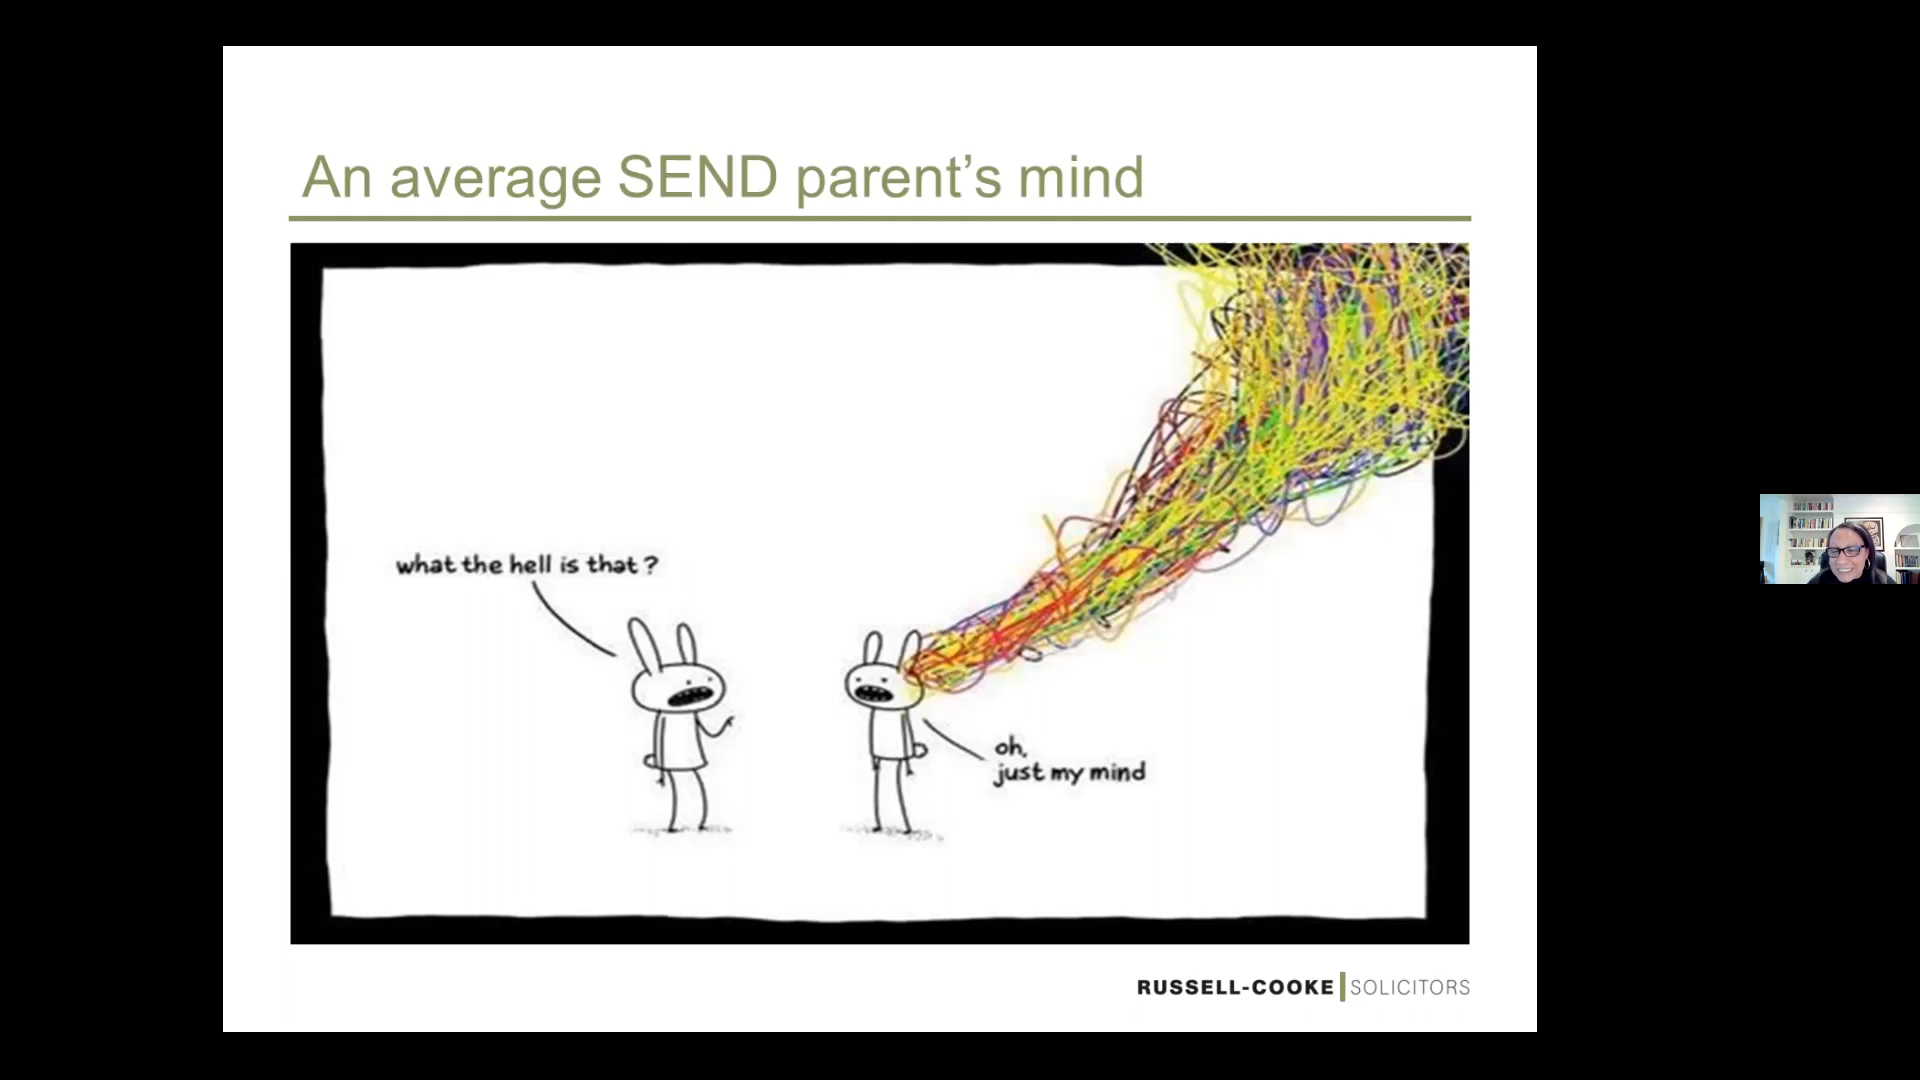 An average SEND parent's mind
what the hell is that?
oh,
just my mind
RUSSELL-COOKE SOLICITORS